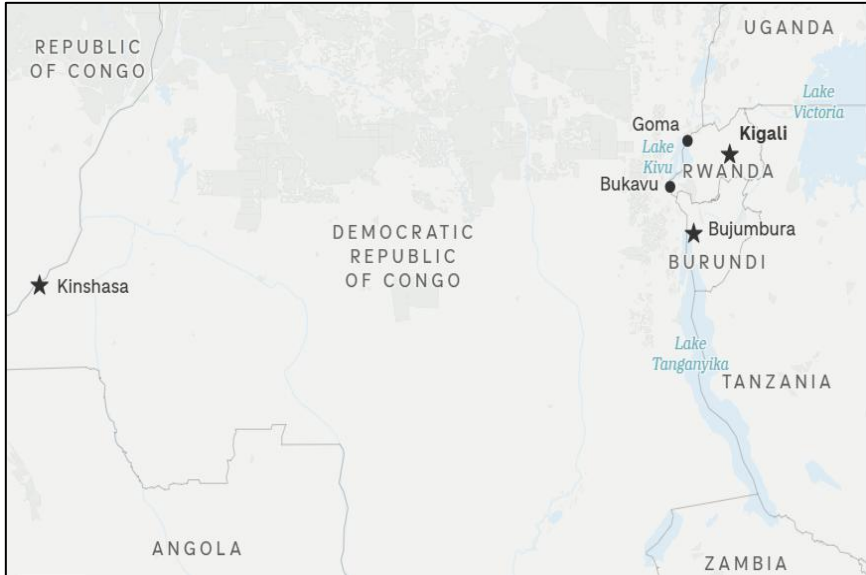 UGANDA
REPUBLIC
OF CONGO
Lake
Victoria
Goma
Kigali
Lake
Kivu
RWANDA
Bukavu
DEMOCRATIC
REPUBLIC
OF CONGO
Bujumbura
BURUNDI
Kinshasa
Lake
Tanganyika
TANZANIA
ANGOLA
ZAMBIA